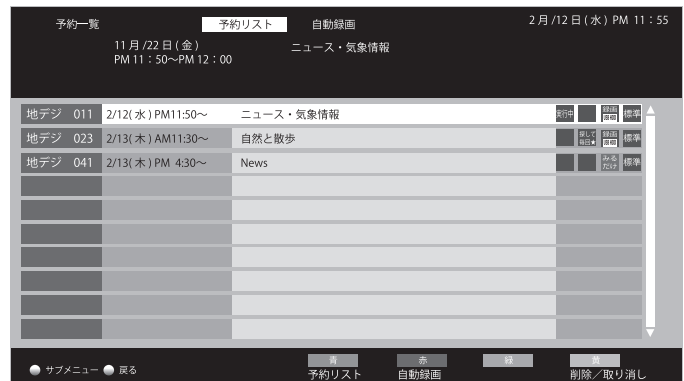 予約一覧 予約リスト 自動録画 2月/12日(水) PM 11：55
11月/22日(金) ニュース・気象情報
PM 11：50～PM 12：00
地デジ 011 2/12(水) PM11:50～ ニュース・気象情報 実行中 録画 標準
地デジ 023 2/13(木) AM11:30～ 自然と散歩 探して毎日★ 録画 標準
地デジ 041 2/13(木) PM 4:30～ News みるだけ 標準
サブメニュー 戻る 青 予約リスト 赤 自動録画 緑 黄 削除／取り消し